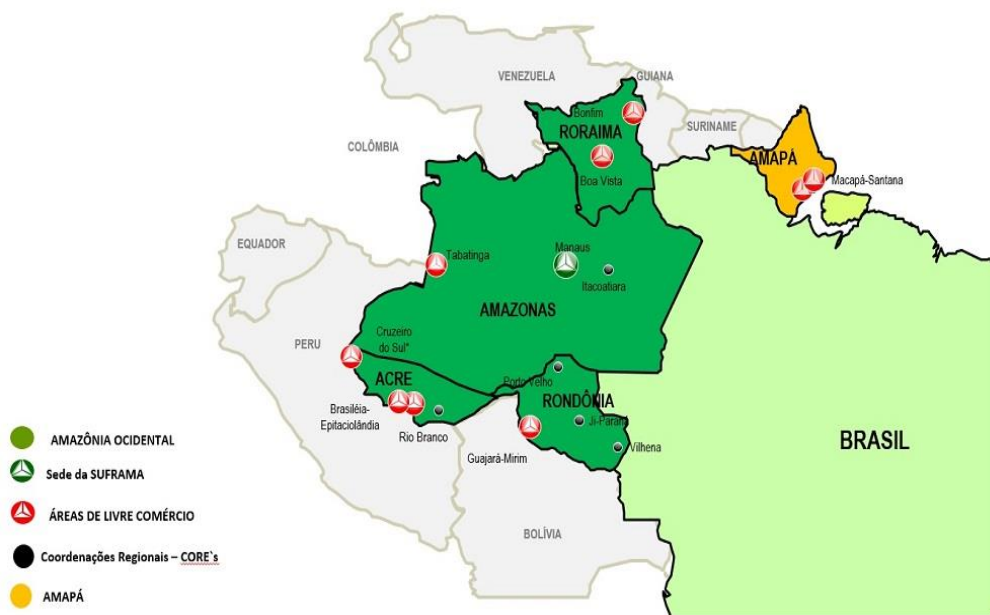 VENEZUELA
GUIANA
Bonfim
RORAIMA
SURINAME
COLÔMBIA
AMAPÁ
Boa Vista
Macapá-Santana
EQUADOR
Tabatinga
Manaus
Itacoatiara
AMAZONAS
Cruzeiro
do Sul*
PERU
Porto Velho
ACRE
RONDÔNIA
Brasiléia-
Epitaciolândia
Ji-Paraná
Rio Branco
BRASIL
Guajará-Mirim
Vilhena
BOLÍVIA
AMAZÔNIA OCIDENTAL
Sede da SUFRAMA
ÁREAS DE LIVRE COMÉRCIO
Coordenações Regionais – CORE`s
AMAPÁ